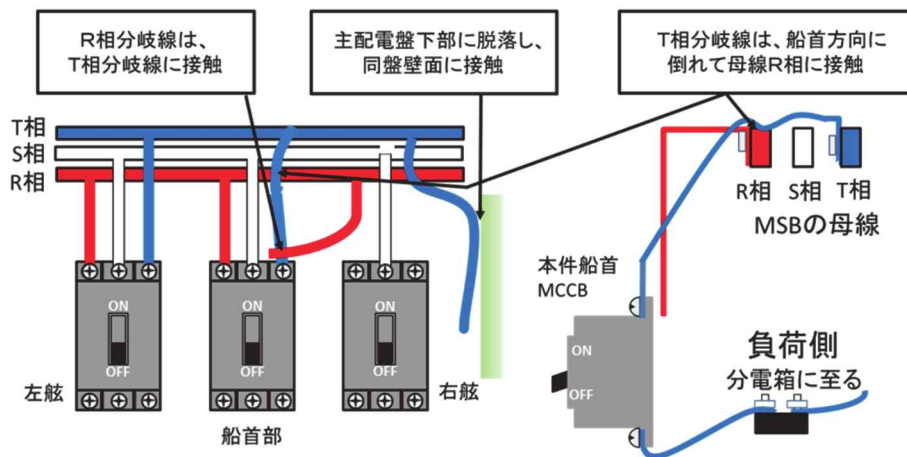 R相分岐線は、
T相分岐線に接触
主配電盤下部に脱落し、
同盤壁面に接触
T相分岐線は、船首方向に
倒れて母線R相に接触
T相
S相
R相
R相 S相 T相
MSBの母線
本件船首
MCCB
ON
OFF
ON
OFF
ON
OFF
ON
OFF
左舷
船首部
右舷
負荷側
分電箱に至る